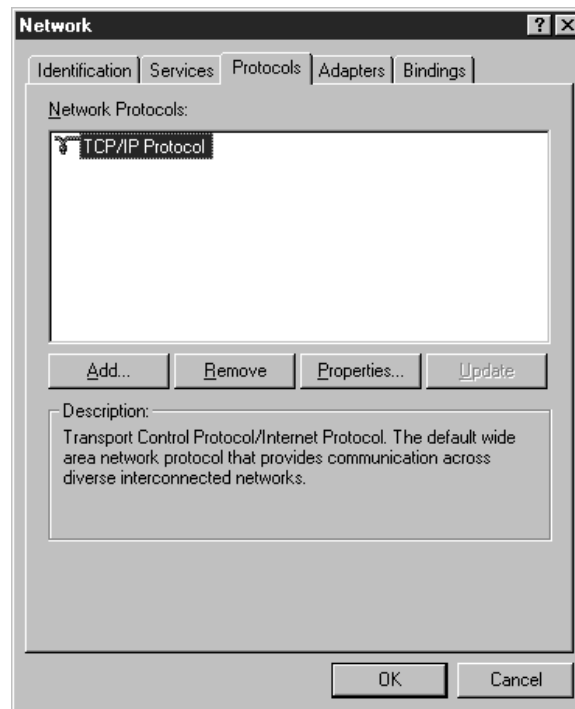 Network
Identification Services Protocols Adapters Bindings
Network Protocols:
TCP/IP Protocol
Add... Remove Properties... Update
Description:
Transport Control Protocol/Internet Protocol. The default wide
area network protocol that provides communication across
diverse interconnected networks.
OK Cancel